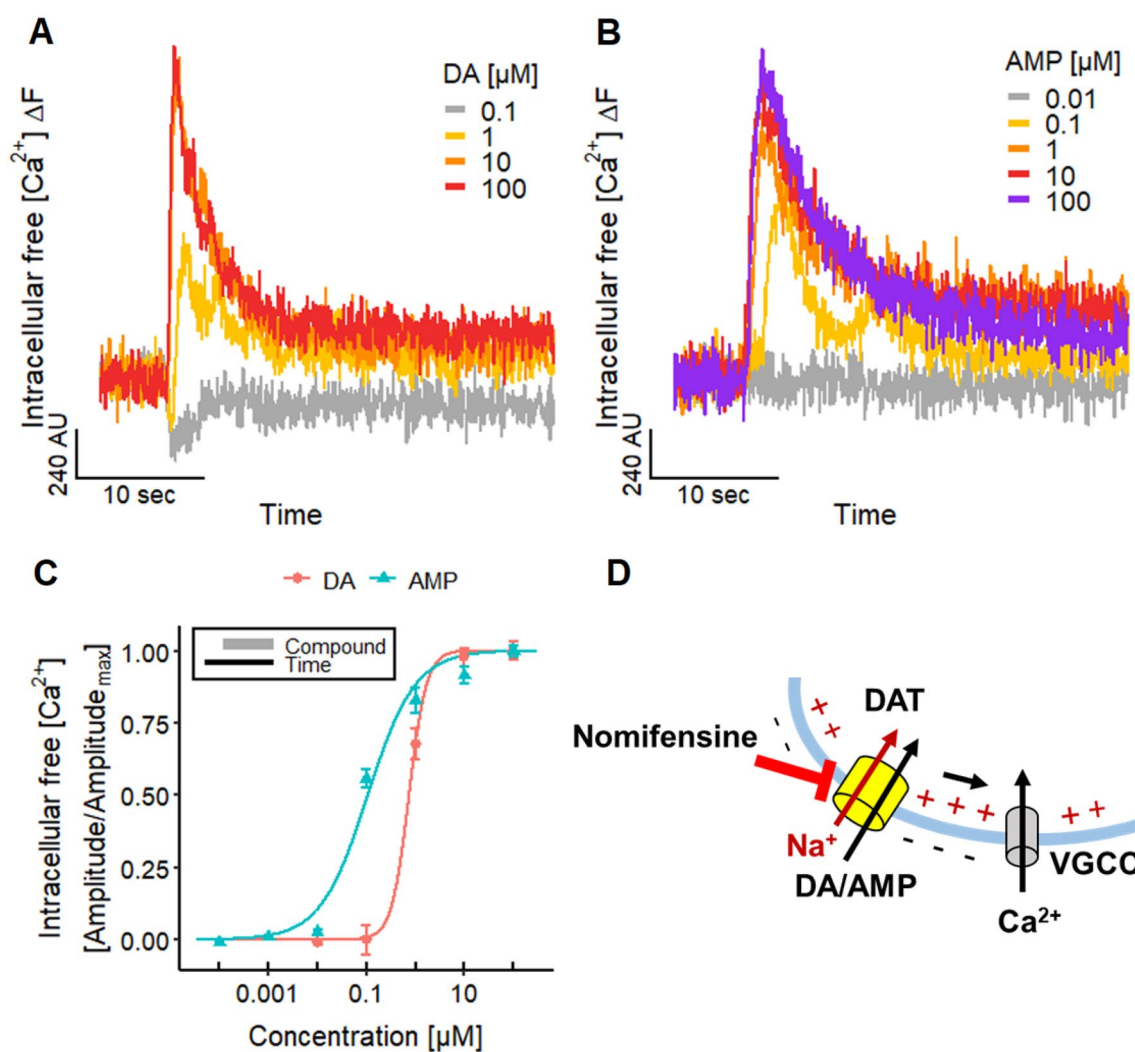 A
Intracellular free [Ca²⁺] ΔF
DA [µM]
0.1
1
10
100
240 AU
10 sec
Time
B
Intracellular free [Ca²⁺] ΔF
AMP [µM]
0.01
0.1
1
10
100
240 AU
10 sec
Time
C
DA AMP
Intracellular free [Ca²⁺]
[Amplitude/Amplitude_max]
Compound
Time
1.00
0.75
0.50
0.25
0.00
0.001 0.1 10
Concentration [µM]
D
DAT
Nomifensine
+ +
- -
+ + +
+ +
Na⁺
- - -
DA/AMP
VGCC
Ca²⁺